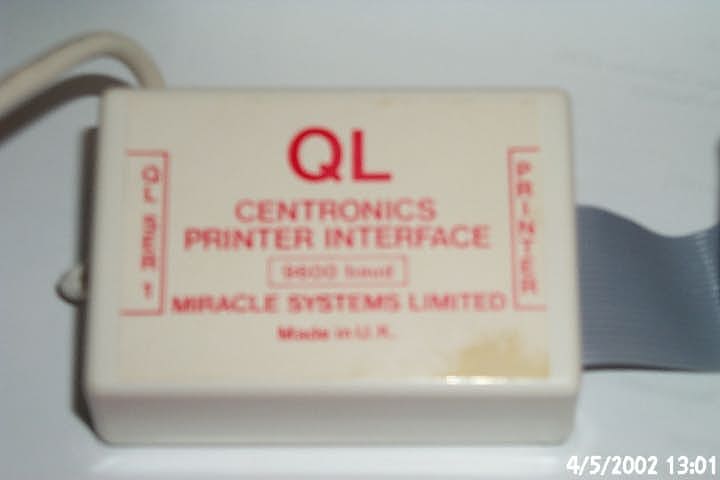 QL
CENTRONICS
PRINTER INTERFACE
9600 baud
MIRACLE SYSTEMS LIMITED
Made in U.K.
QL SER 1
PRINTER
4/5/2002 13:01